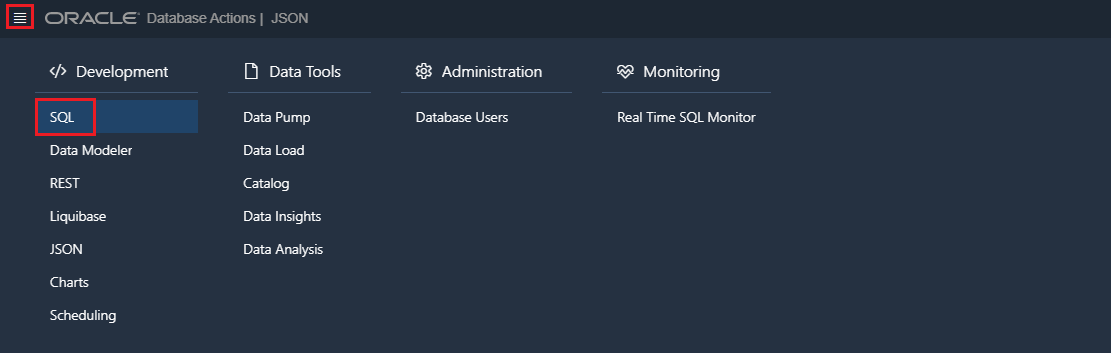 ORACLE Database Actions | JSON
Development
SQL
Data Modeler
REST
Liquibase
JSON
Charts
Scheduling
Data Tools
Data Pump
Data Load
Catalog
Data Insights
Data Analysis
Administration
Database Users
Monitoring
Real Time SQL Monitor